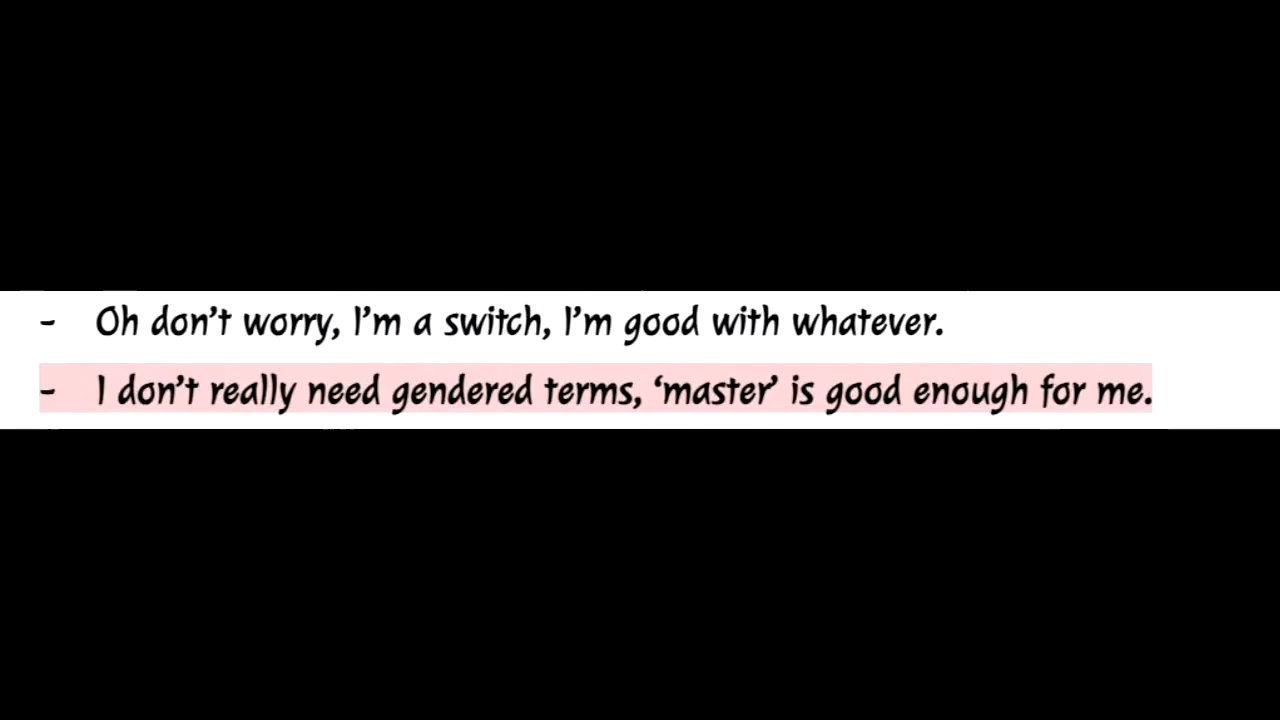 - Oh don't worry, I'm a switch, I'm good with whatever.
- I don't really need gendered terms, ‘master’ is good enough for me.